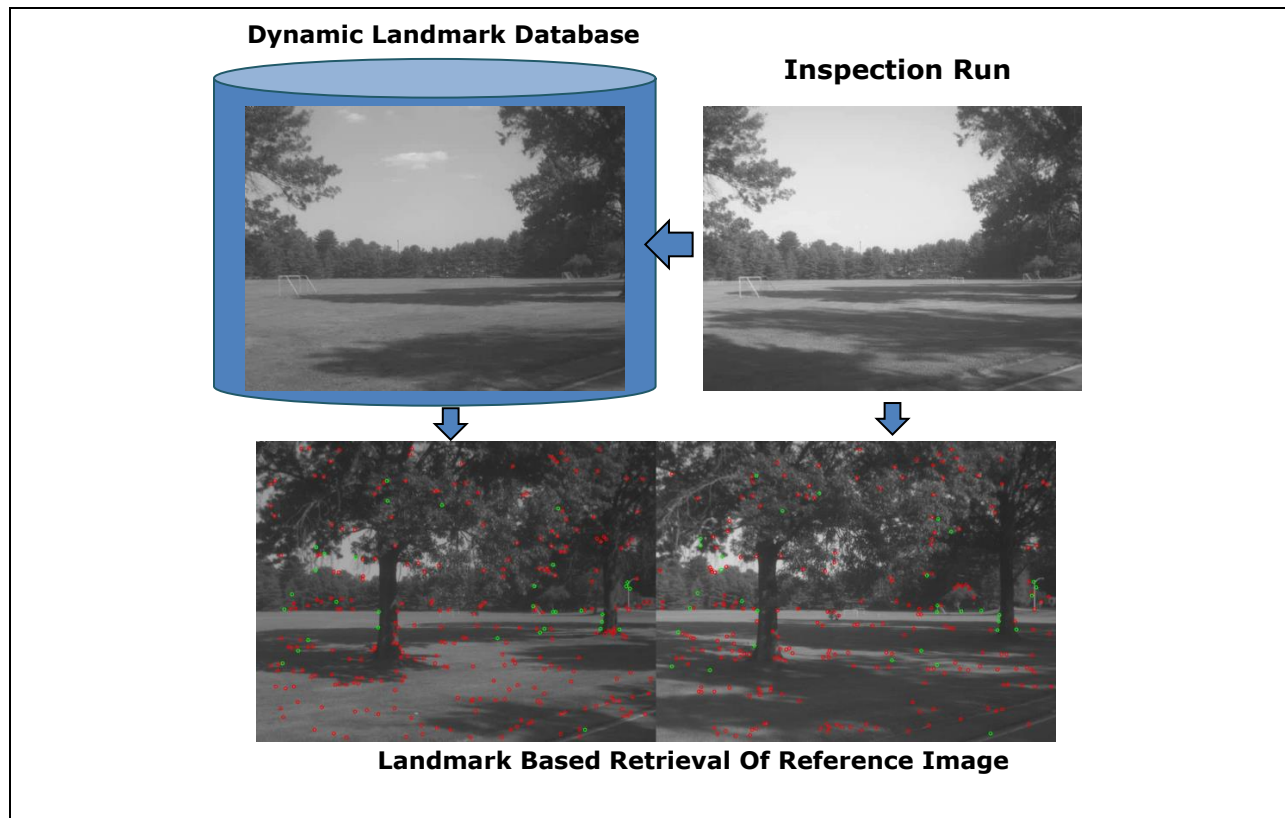 Dynamic Landmark Database
Inspection Run
Landmark Based Retrieval Of Reference Image